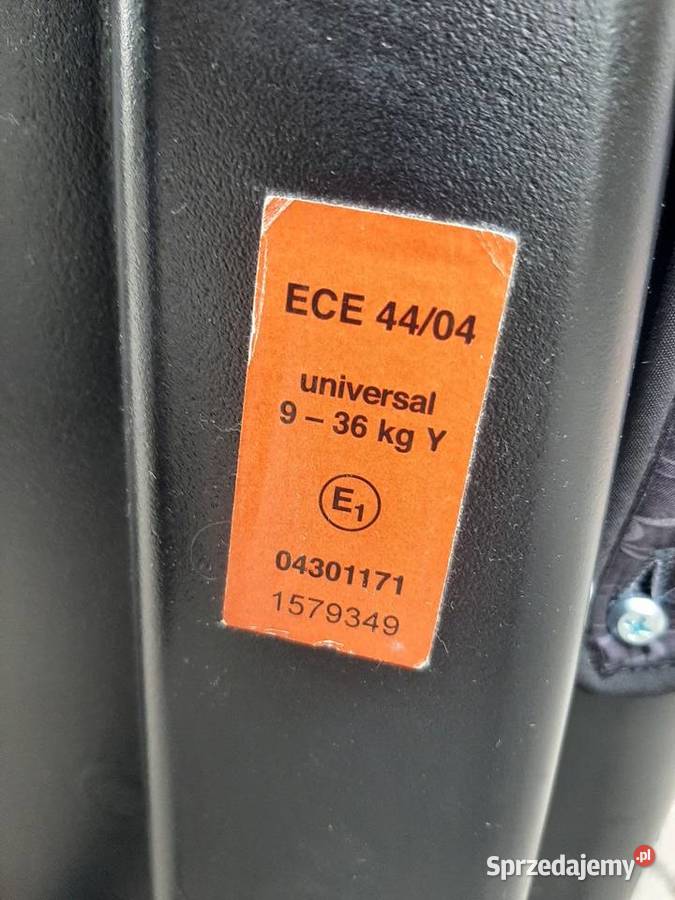 ECE 44/04
universal
9 – 36 kg Y
E1
04301171
1579349
Sprzedajemy.pl